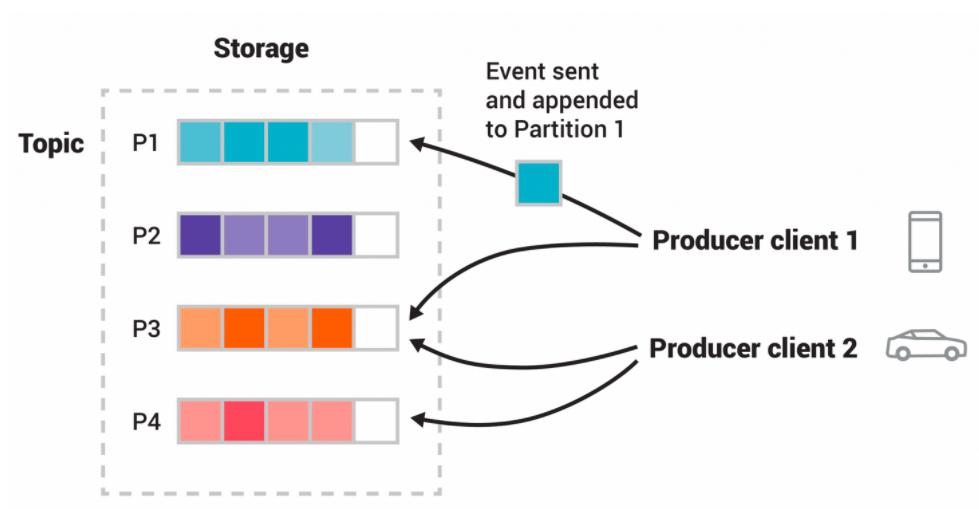 Storage
Event sent
and appended
to Partition 1
Topic
P1
P2
Producer client 1
P3
Producer client 2
P4